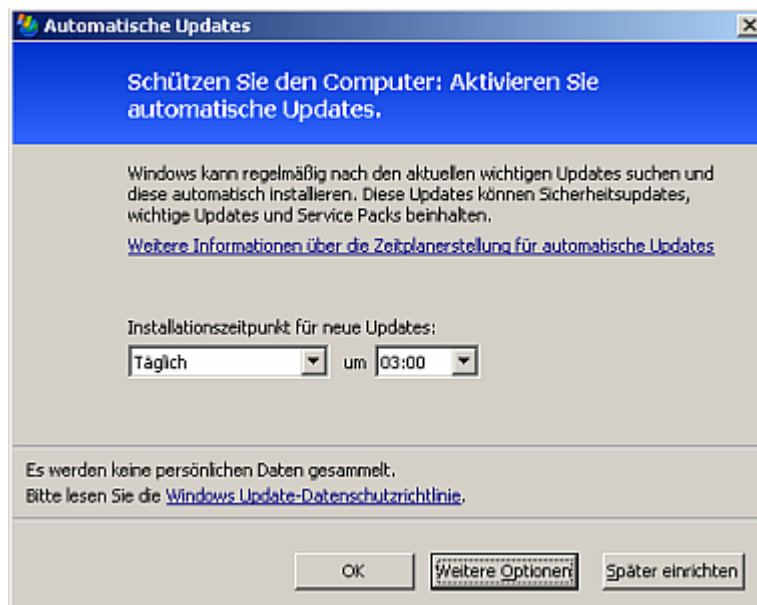 Automatische Updates
Schützen Sie den Computer: Aktivieren Sie
automatische Updates.
Windows kann regelmäßig nach den aktuellen wichtigen Updates suchen und
diese automatisch installieren. Diese Updates können Sicherheitsupdates,
wichtige Updates und Service Packs beinhalten.
Weitere Informationen über die Zeitplanerstellung für automatische Updates
Installationszeitpunkt für neue Updates:
Täglich um 03:00
Es werden keine persönlichen Daten gesammelt.
Bitte lesen Sie die Windows Update-Datenschutzrichtlinie.
OK Weitere Optionen Später einrichten